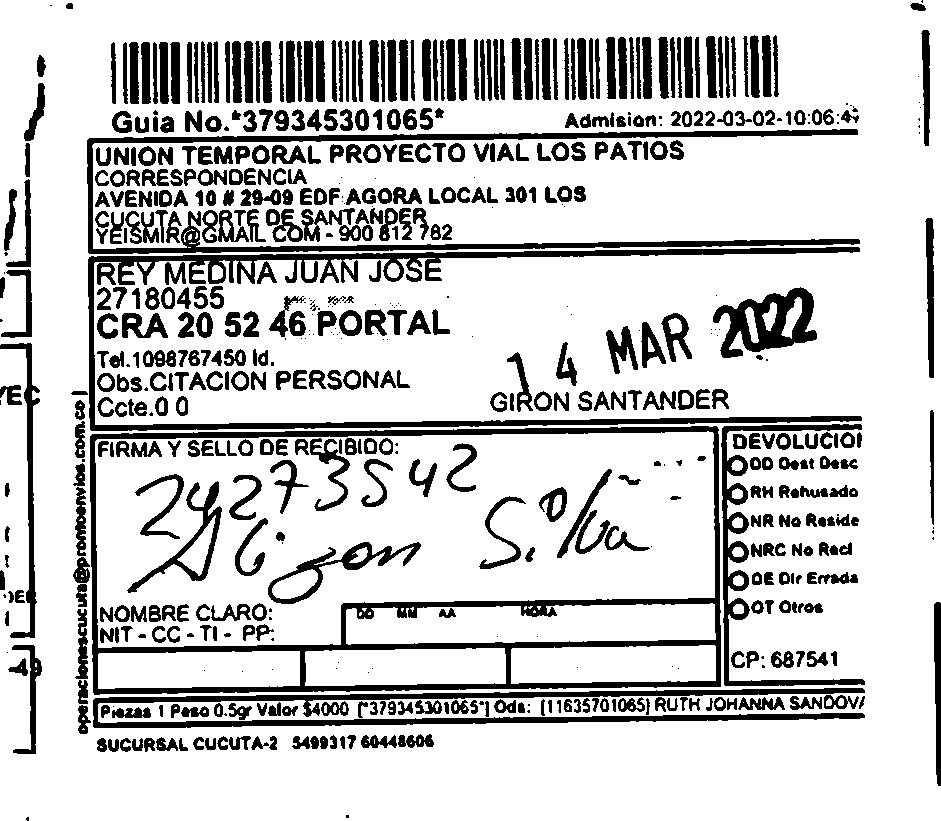 Guia No.*379345301065*
Admision: 2022-03-02-10:06:49
UNION TEMPORAL PROYECTO VIAL LOS PATIOS
CORRESPONDENCIA
AVENIDA 10 # 29-09 EDF AGORA LOCAL 301 LOS
CUCUTA NORTE DE SANTANDER
YEISMIR@GMAIL COM - 900 812 782
REY MEDINA JUAN JOSE
27180455
CRA 20 52 46 PORTAL
Tel.1098767450 Id.
Obs.CITACION PERSONAL
Ccte.0 0
14 MAR 2022
GIRON SANTANDER
operacionescucuta@prontoenvios.com.co
FIRMA Y SELLO DE RECIBIDO:
24273542
Silva
NOMBRE CLARO:
NIT - CC - TI - PP:
DD MM AA HORA
DEVOLUCIO
DD Dest Desc
RH Rehusado
NR No Reside
NRC No Recl
DE Dir Errada
OT Otros
CP: 687541
Piezas 1 Peso 0.5gr Valor $4000 [*379345301065*] Ods: [11635701065] RUTH JOHANNA SANDOVA
SUCURSAL CUCUTA-2 5499317 60448606